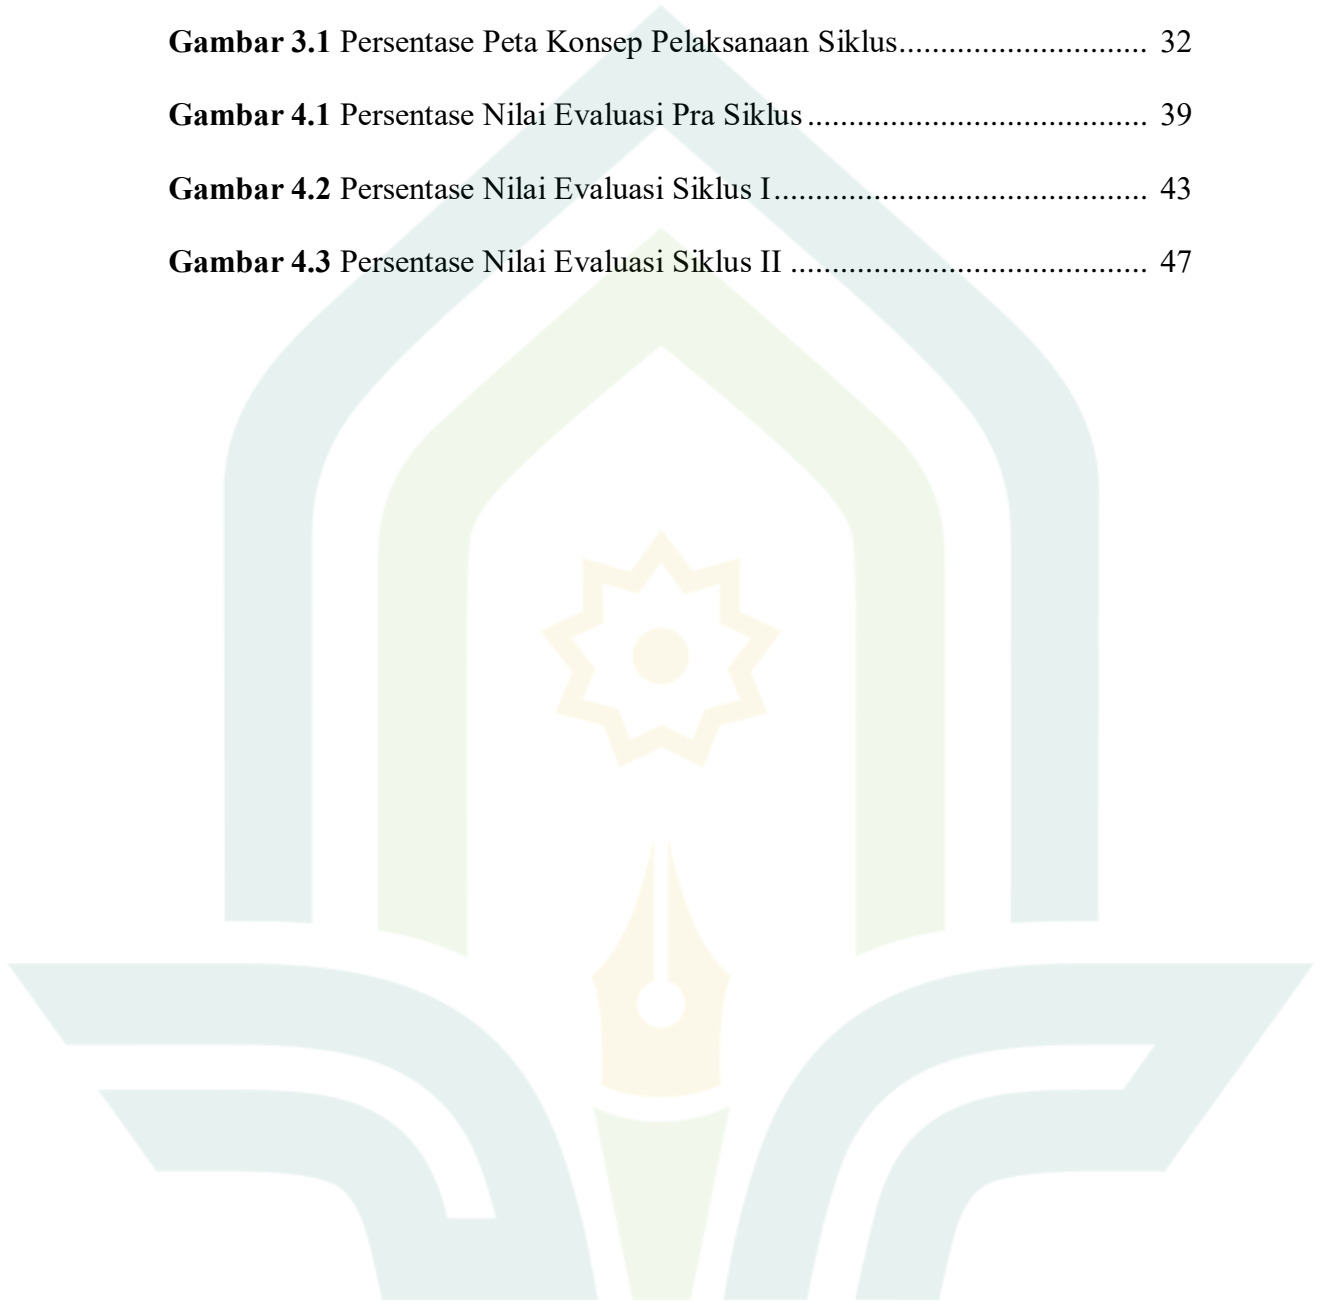 Gambar 3.1 Persentase Peta Konsep Pelaksanaan Siklus.............................. 32
Gambar 4.1 Persentase Nilai Evaluasi Pra Siklus ......................................... 39
Gambar 4.2 Persentase Nilai Evaluasi Siklus I............................................. 43
Gambar 4.3 Persentase Nilai Evaluasi Siklus II ........................................... 47